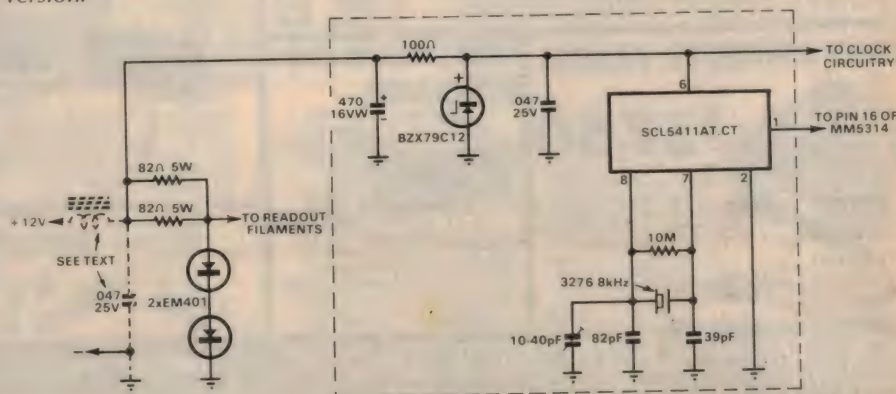 version.
100Ω
TO CLOCK
CIRCUITRY
+
470
16VW
+
-
BZX79C12
047
25V
6
SCL5411AT.CT
1
TO PIN 16 OF
MM5314
8
7
2
82Ω 5W
+12V
82Ω 5W
TO READOUT
FILAMENTS
SEE TEXT
10M
3276 8kHz
047
25V
2xEM401
10-40pF
82pF
39pF
-